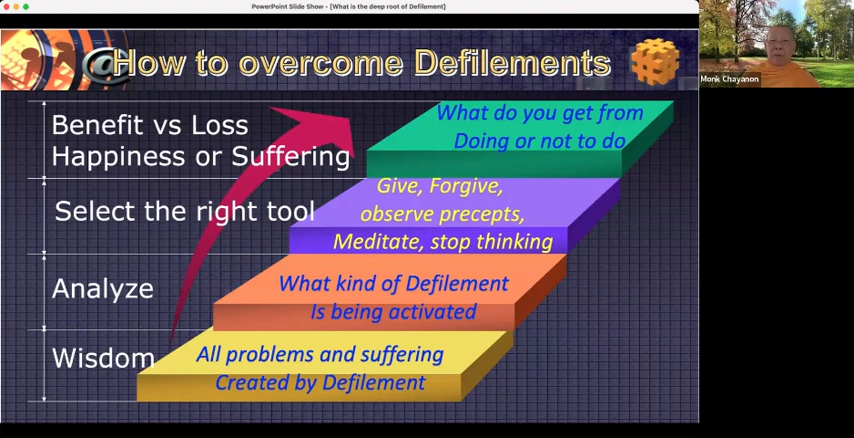 PowerPoint Slide Show - [What is the deep root of Defilement]
@How to overcome Defilements
Benefit vs Loss
Happiness or Suffering
What do you get from
Doing or not to do
Select the right tool
Give, Forgive,
observe precepts,
Meditate, stop thinking
Analyze
What kind of Defilement
Is being activated
Wisdom
All problems and suffering
Created by Defilement
Monk Chayanon